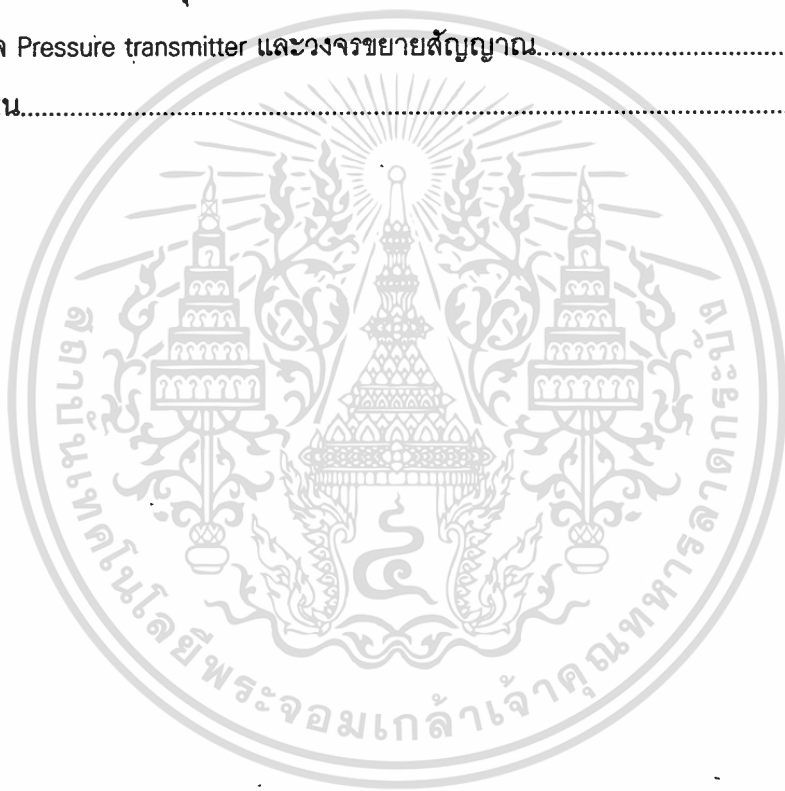 Pressure transmitter และวงจรขยายสัญญาณ................................
น................................................................................
สถาบันเทคโนโลยีพระจอมเกล้าเจ้าคุณทหารลาดกระบัง
๔